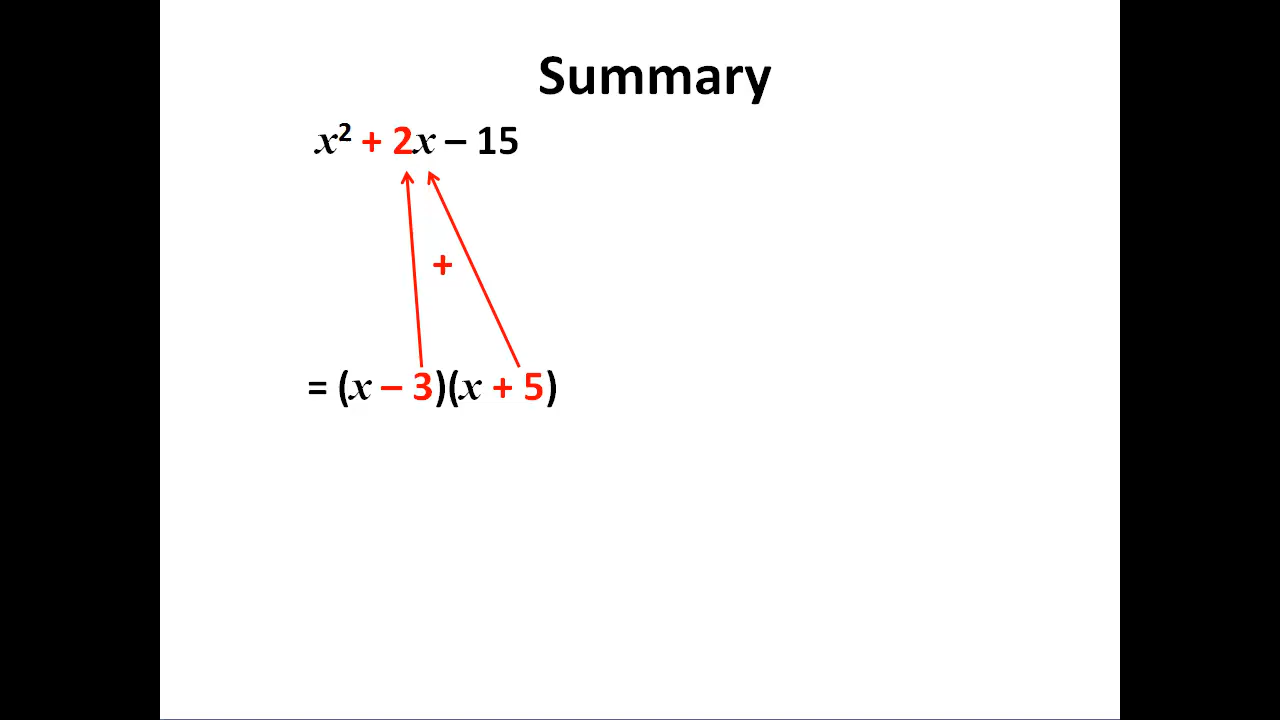 Summary
x² + 2x – 15
+
= (x – 3)(x + 5)